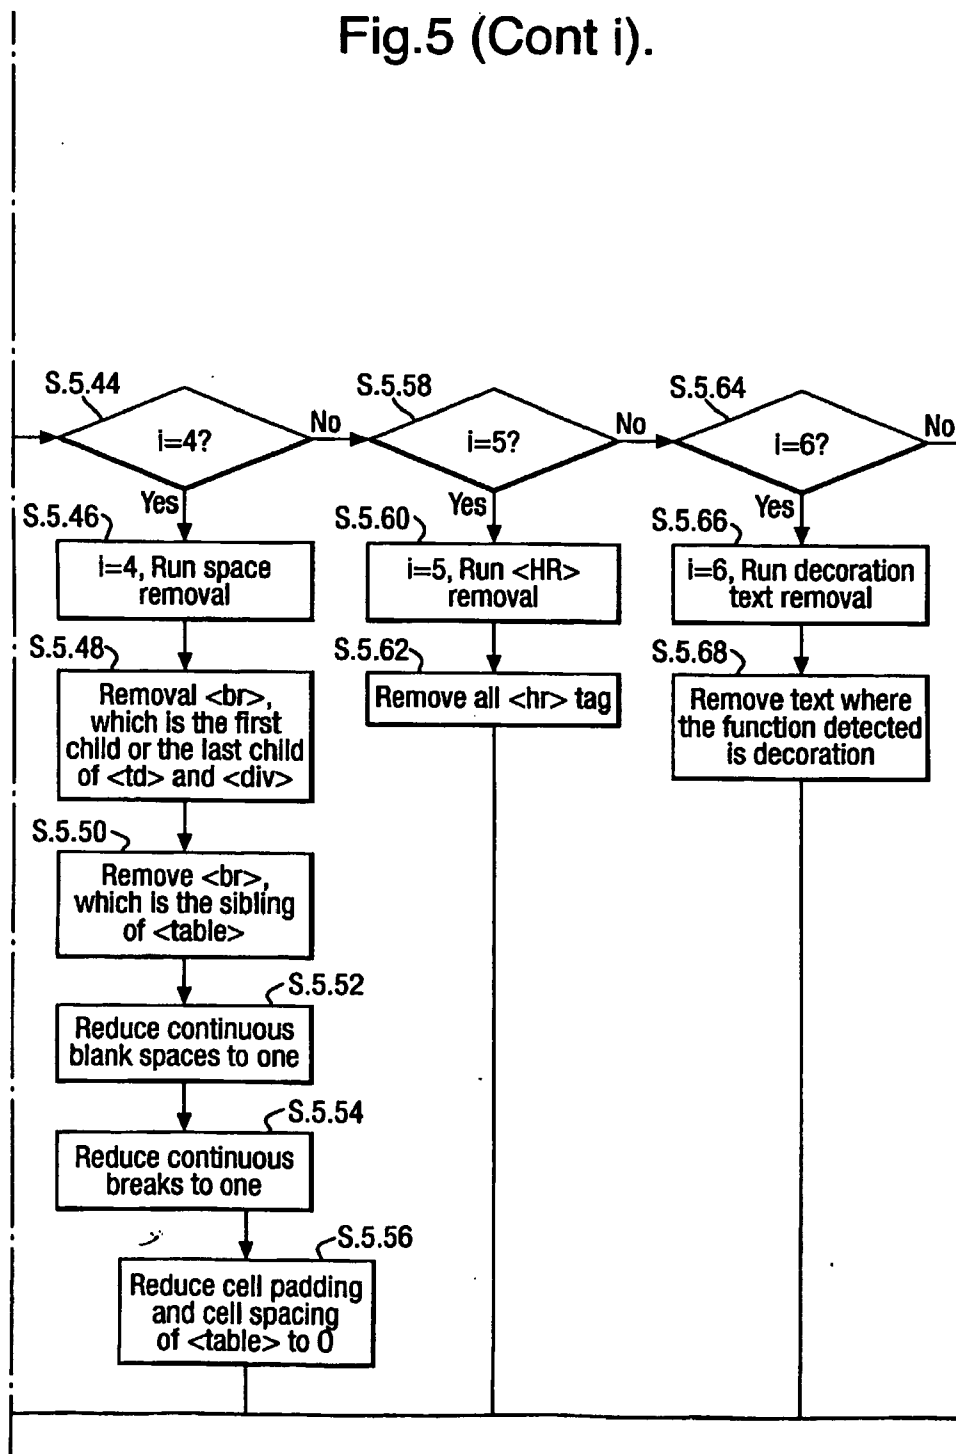 Fig.5 (Cont i).
S.5.44
i=4?
No
Yes
S.5.46
i=4, Run space
removal
S.5.48
Removal <br>,
which is the first
child or the last child
of <td> and <div>
S.5.50
Remove <br>,
which is the sibling
of <table>
S.5.52
Reduce continuous
blank spaces to one
S.5.54
Reduce continuous
breaks to one
S.5.56
Reduce cell padding
and cell spacing
of <table> to 0
S.5.58
i=5?
No
Yes
S.5.60
i=5, Run <HR>
removal
S.5.62
Remove all <hr> tag
S.5.64
i=6?
No
Yes
S.5.66
i=6, Run decoration
text removal
S.5.68
Remove text where
the function detected
is decoration